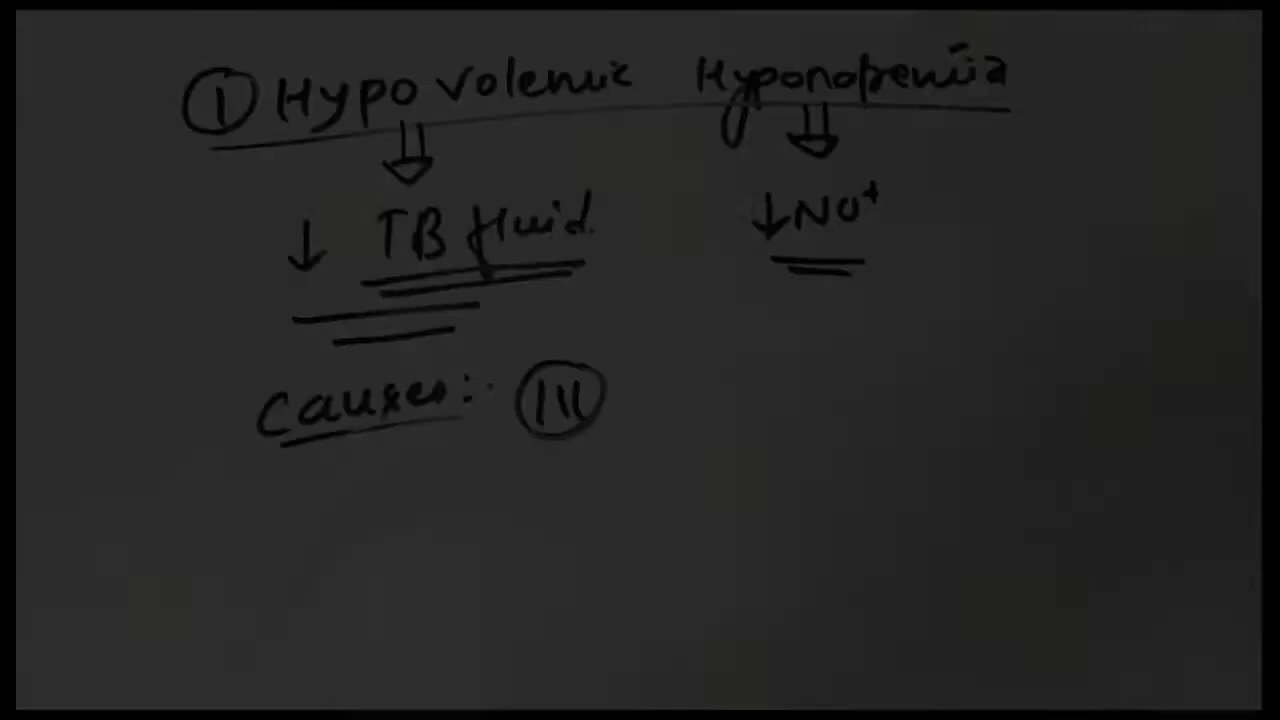 ① Hypovolemic Hyponatremia
↓ TB fluid ↓ Na+
Causes: III